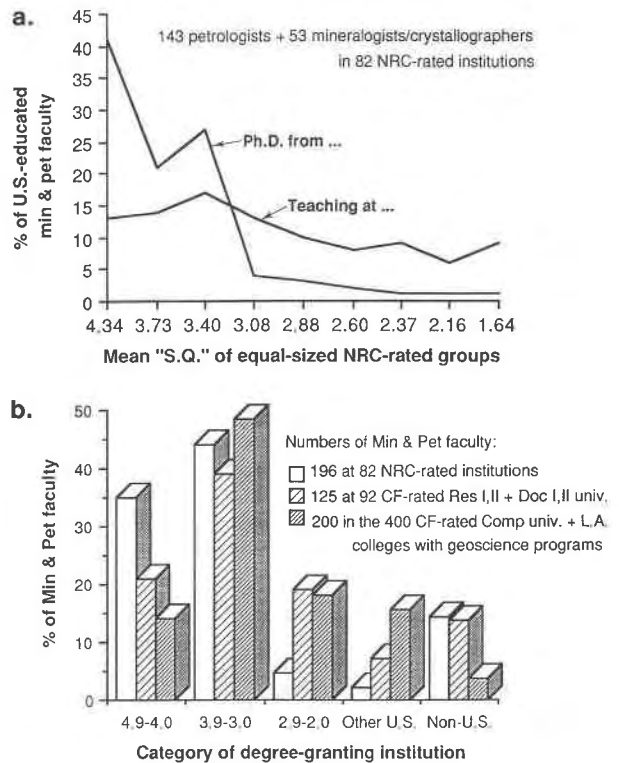 a.
% of U.S.-educated
min & pet faculty
45
40
35
30
25
20
15
10
5
0
143 petrologists + 53 mineralogists/crystallographers
in 82 NRC-rated institutions
Ph.D. from ...
Teaching at ...
4.34 3.73 3.40 3.08 2.88 2.60 2.37 2.16 1.64
Mean "S.Q." of equal-sized NRC-rated groups
b.
% of Min & Pet faculty
50
40
30
20
10
0
Numbers of Min & Pet faculty:
196 at 82 NRC-rated institutions
125 at 92 CF-rated Res I,II + Doc I,II univ.
200 in the 400 CF-rated Comp univ. + L.A.
colleges with geoscience programs
4.9-4.0 3.9-3.0 2.9-2.0 Other U.S. Non-U.S.
Category of degree-granting institution